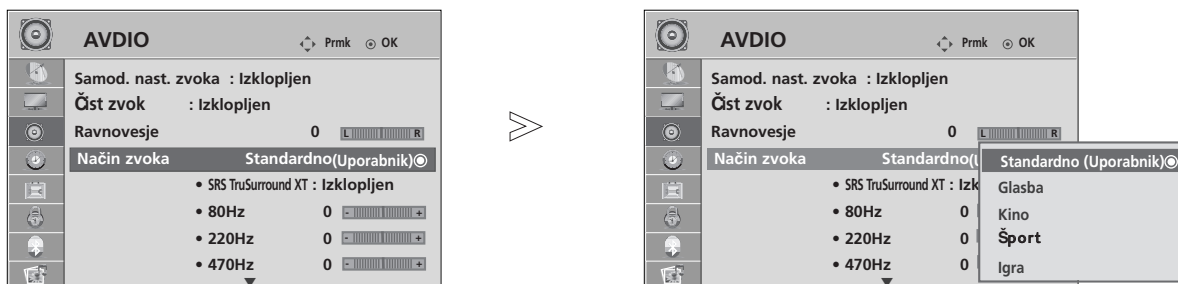 AVDIO Prmk OK
Samod. nast. zvoka : Izklopljen
Čist zvok : Izklopljen
Ravnovesje 0 L R
Način zvoka Standardno(Uporabnik)
• SRS TruSurround XT : Izklopljen
• 80Hz 0 - +
• 220Hz 0 - +
• 470Hz 0 - +
>
AVDIO Prmk OK
Samod. nast. zvoka : Izklopljen
Čist zvok : Izklopljen
Ravnovesje 0 L R
Način zvoka Standardno(U
• SRS TruSurround XT : Izk
• 80Hz 0
• 220Hz 0
• 470Hz 0
Standardno (Uporabnik)
Glasba
Kino
Šport
Igra